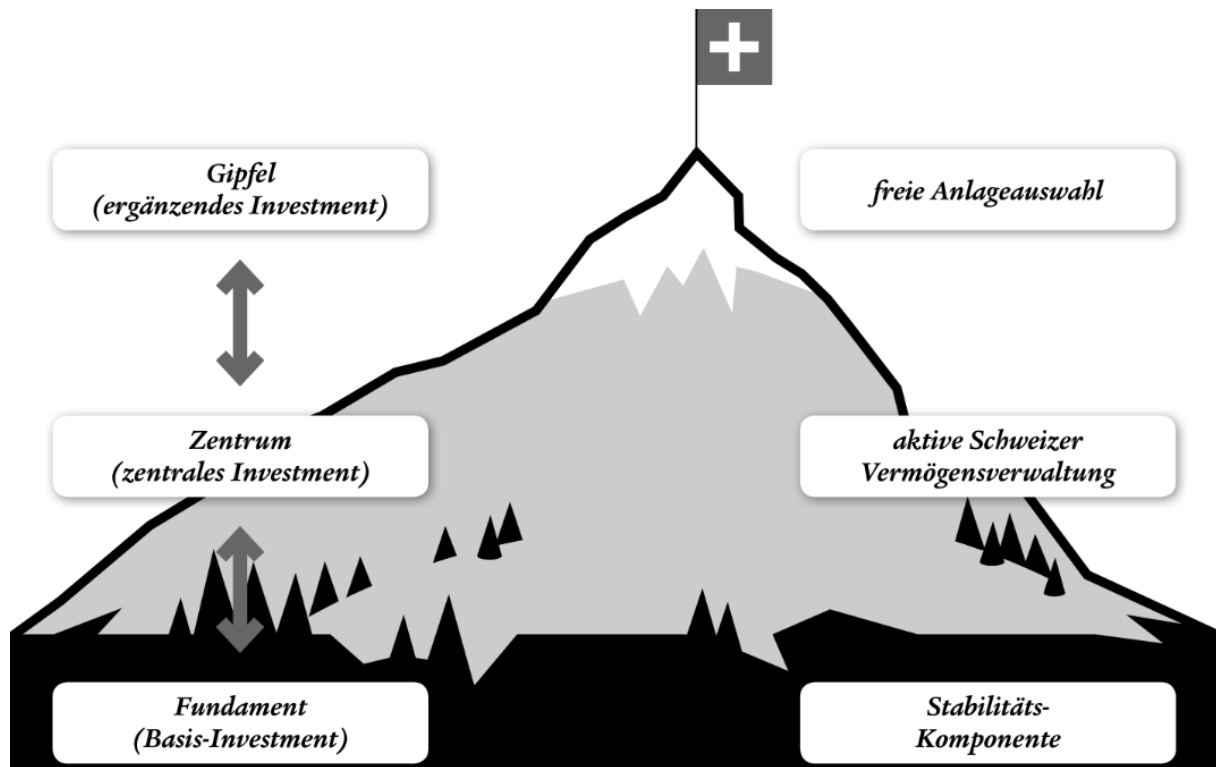 Gipfel
(ergänzendes Investment)
freie Anlageauswahl
Zentrum
(zentrales Investment)
aktive Schweizer
Vermögensverwaltung
Fundament
(Basis-Investment)
Stabilitäts-
Komponente